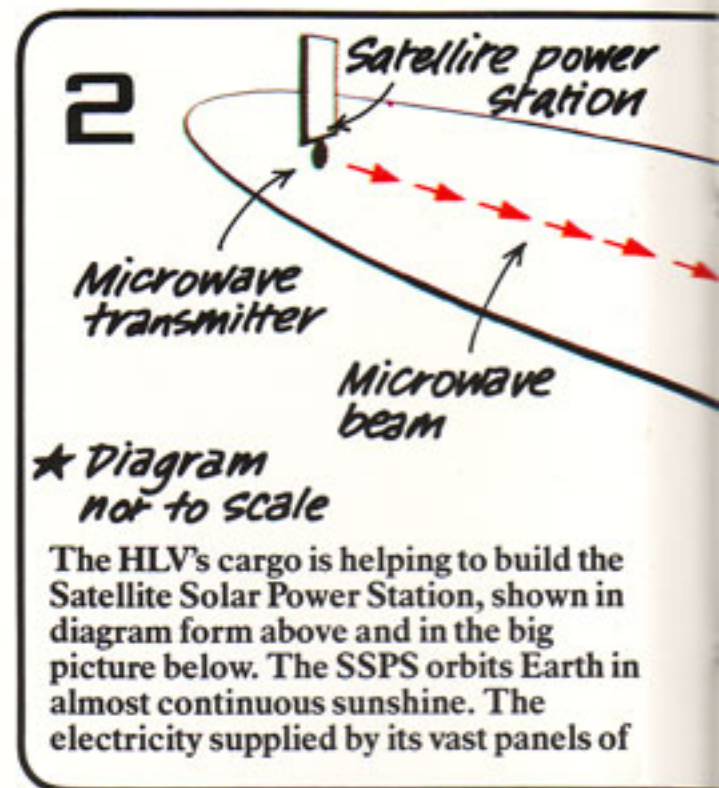 2
Satellite power
station
Microwave
transmitter
Microwave
beam
★ Diagram
not to scale
The HLV's cargo is helping to build the
Satellite Solar Power Station, shown in
diagram form above and in the big
picture below. The SSPS orbits Earth in
almost continuous sunshine. The
electricity supplied by its vast panels of